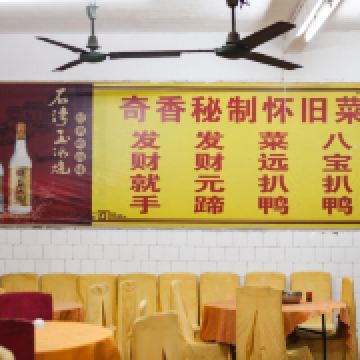 奇香秘制怀旧菜
发财就手
发财元蹄
菜远扒鸭
八宝扒鸭
石湾玉冰烧